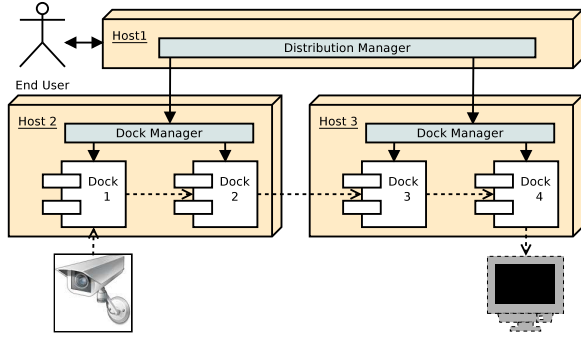 Host1
Distribution Manager
End User
Host 2
Dock Manager
Host 3
Dock Manager
Dock
1
Dock
2
Dock
3
Dock
4